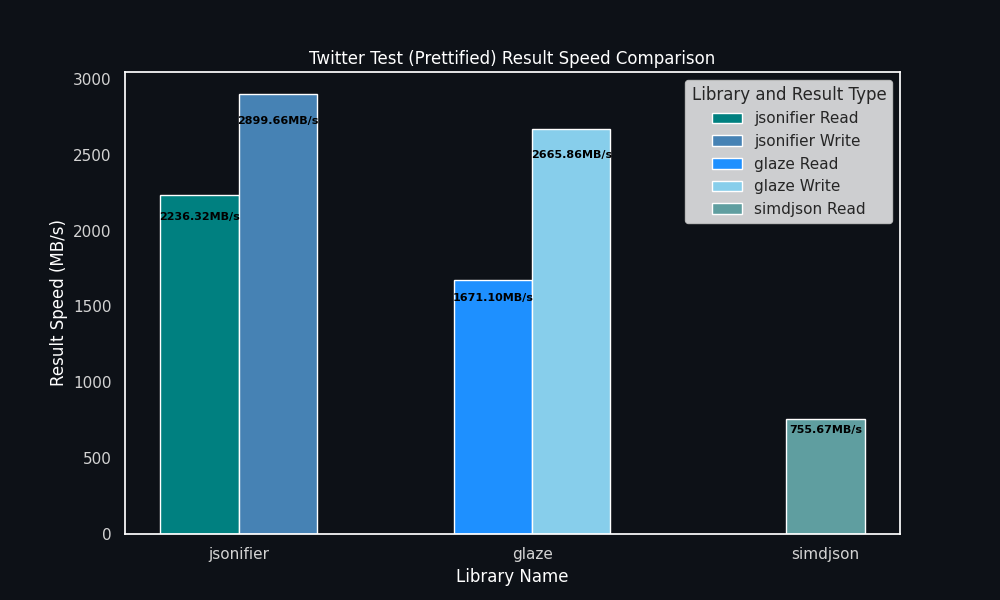 Twitter Test (Prettified) Result Speed Comparison
Result Speed (MB/s)
3000
2500
2000
1500
1000
500
0
2236.32MB/s
2899.66MB/s
1671.10MB/s
2665.86MB/s
755.67MB/s
Library and Result Type
jsonifier Read
jsonifier Write
glaze Read
glaze Write
simdjson Read
jsonifier
glaze
simdjson
Library Name